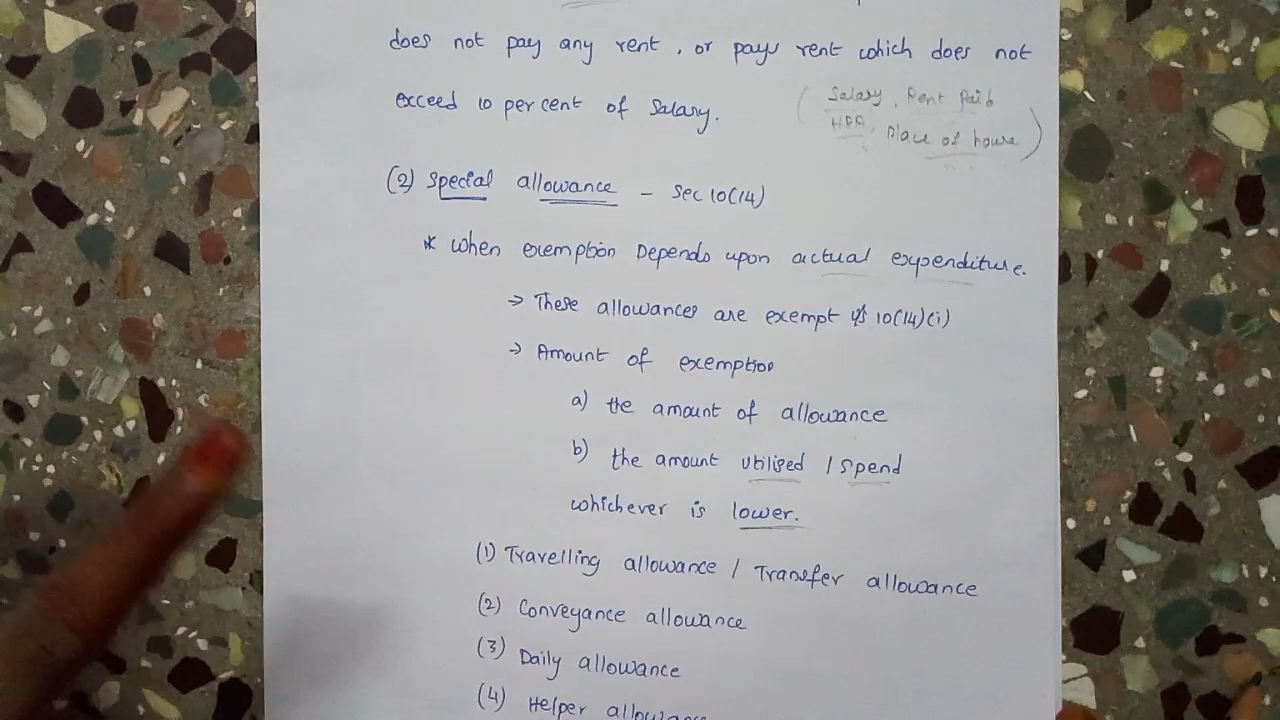 does not pay any rent, or pays rent which does not
exceed 10 per cent of Salary.
(Salary, Rent Paid
HRA, Place of house)
(2) Special allowance - Sec 10(14)
* When exemption Depends upon actual expenditure.
→ These allowances are exempt u/s 10(14)(i)
→ Amount of exemption
a) the amount of allowance
b) the amount utilised / spend
whichever is lower.
(1) Travelling allowance / Transfer allowance
(2) Conveyance allowance
(3) Daily allowance
(4) Helper allowance